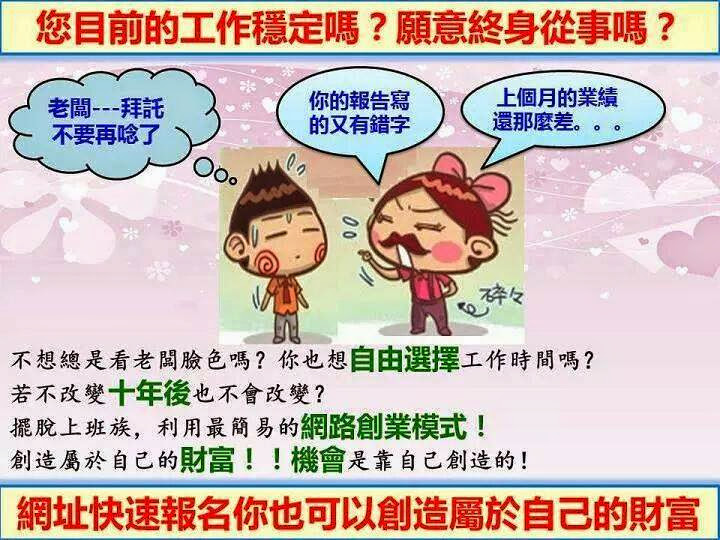 您目前的工作穩定嗎？願意終身從事嗎？
老闆---拜託
不要再唸了
你的報告寫
的又有錯字
上個月的業績
還那麼差。。。
碎々
不想總是看老闆臉色嗎？你也想自由選擇工作時間嗎？
若不改變十年後也不會改變？
擺脫上班族，利用最簡易的網路創業模式！
創造屬於自己的財富！！機會是靠自己創造的！
網址快速報名你也可以創造屬於自己的財富